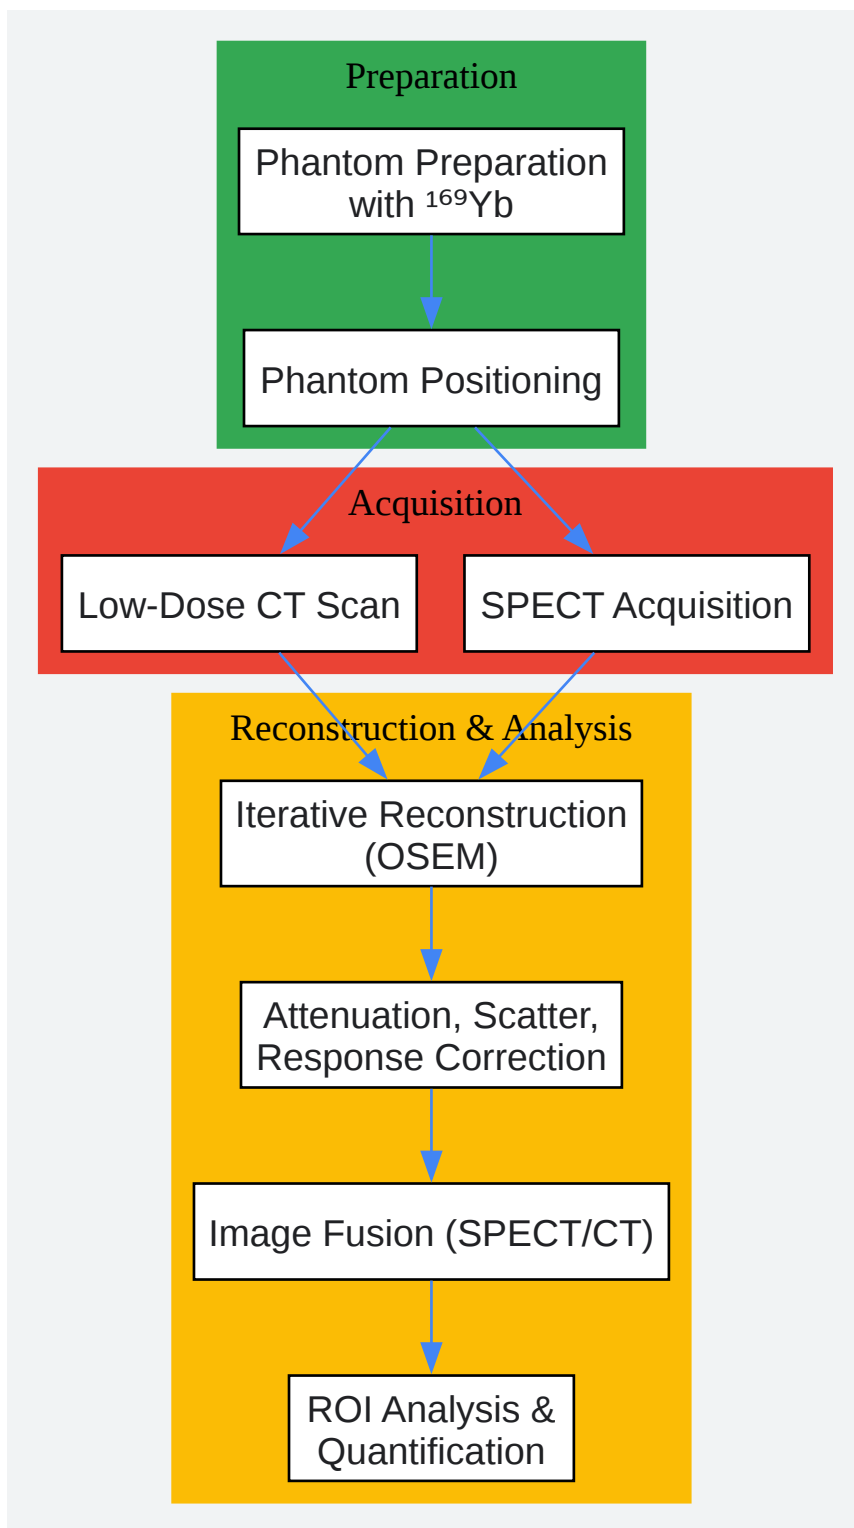 Preparation
Phantom Preparation
with ¹⁶⁹Yb
Phantom Positioning
Acquisition
Low-Dose CT Scan
SPECT Acquisition
Reconstruction & Analysis
Iterative Reconstruction
(OSEM)
Attenuation, Scatter,
Response Correction
Image Fusion (SPECT/CT)
ROI Analysis &
Quantification